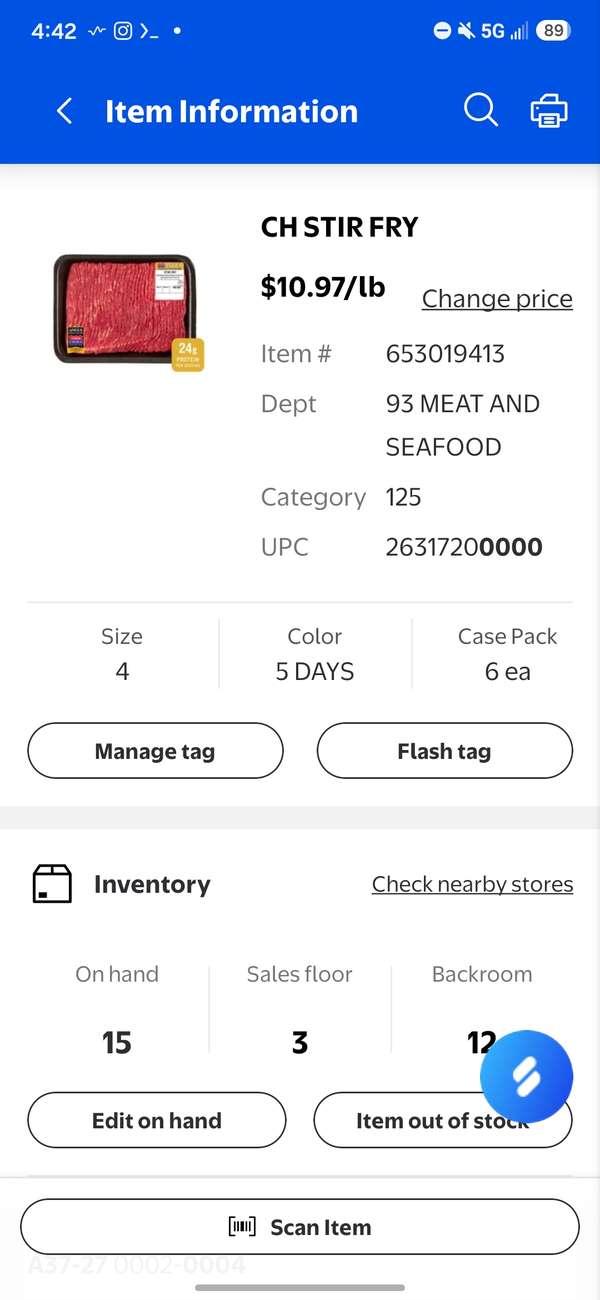 4:42
5G 89
Item Information
CH STIR FRY
$10.97/lb
Change price
Item # 653019413
Dept 93 MEAT AND
SEAFOOD
Category 125
UPC 26317200000
24g
PROTEIN
Size Color Case Pack
4 5 DAYS 6 ea
Manage tag Flash tag
Inventory Check nearby stores
On hand Sales floor Backroom
15 3 12
Edit on hand Item out of stock
Scan Item
A37-27 0002-0004